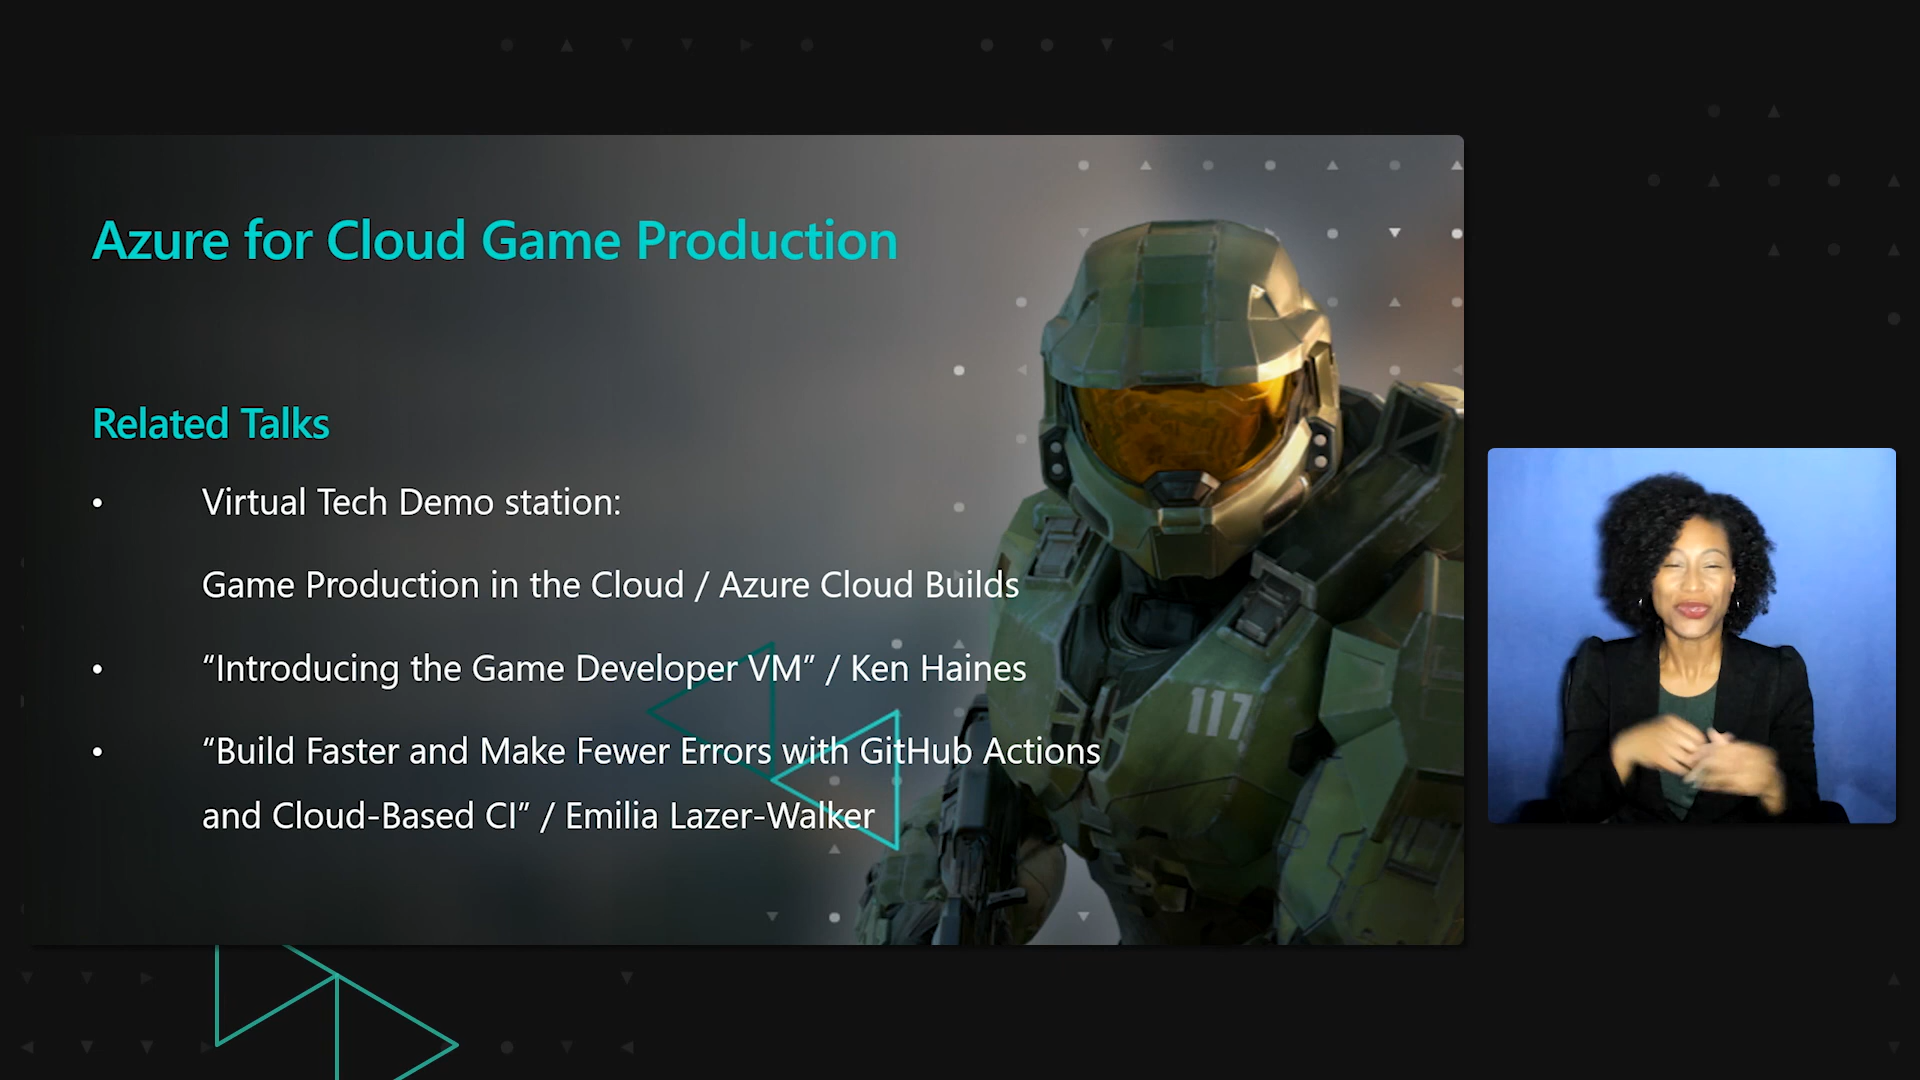 Azure for Cloud Game Production
Related Talks
• Virtual Tech Demo station:
Game Production in the Cloud / Azure Cloud Builds
• “Introducing the Game Developer VM” / Ken Haines
• “Build Faster and Make Fewer Errors with GitHub Actions
and Cloud-Based CI” / Emilia Lazer-Walker
117